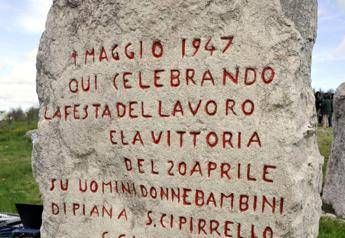 1 MAGGIO 1947
QUI CELEBRANDO
LA FESTA DEL LAVORO
E LA VITTORIA
DEL 20 APRILE
SU UOMINI DONNE BAMBINI
DI PIANA S. CIPIRRELLO